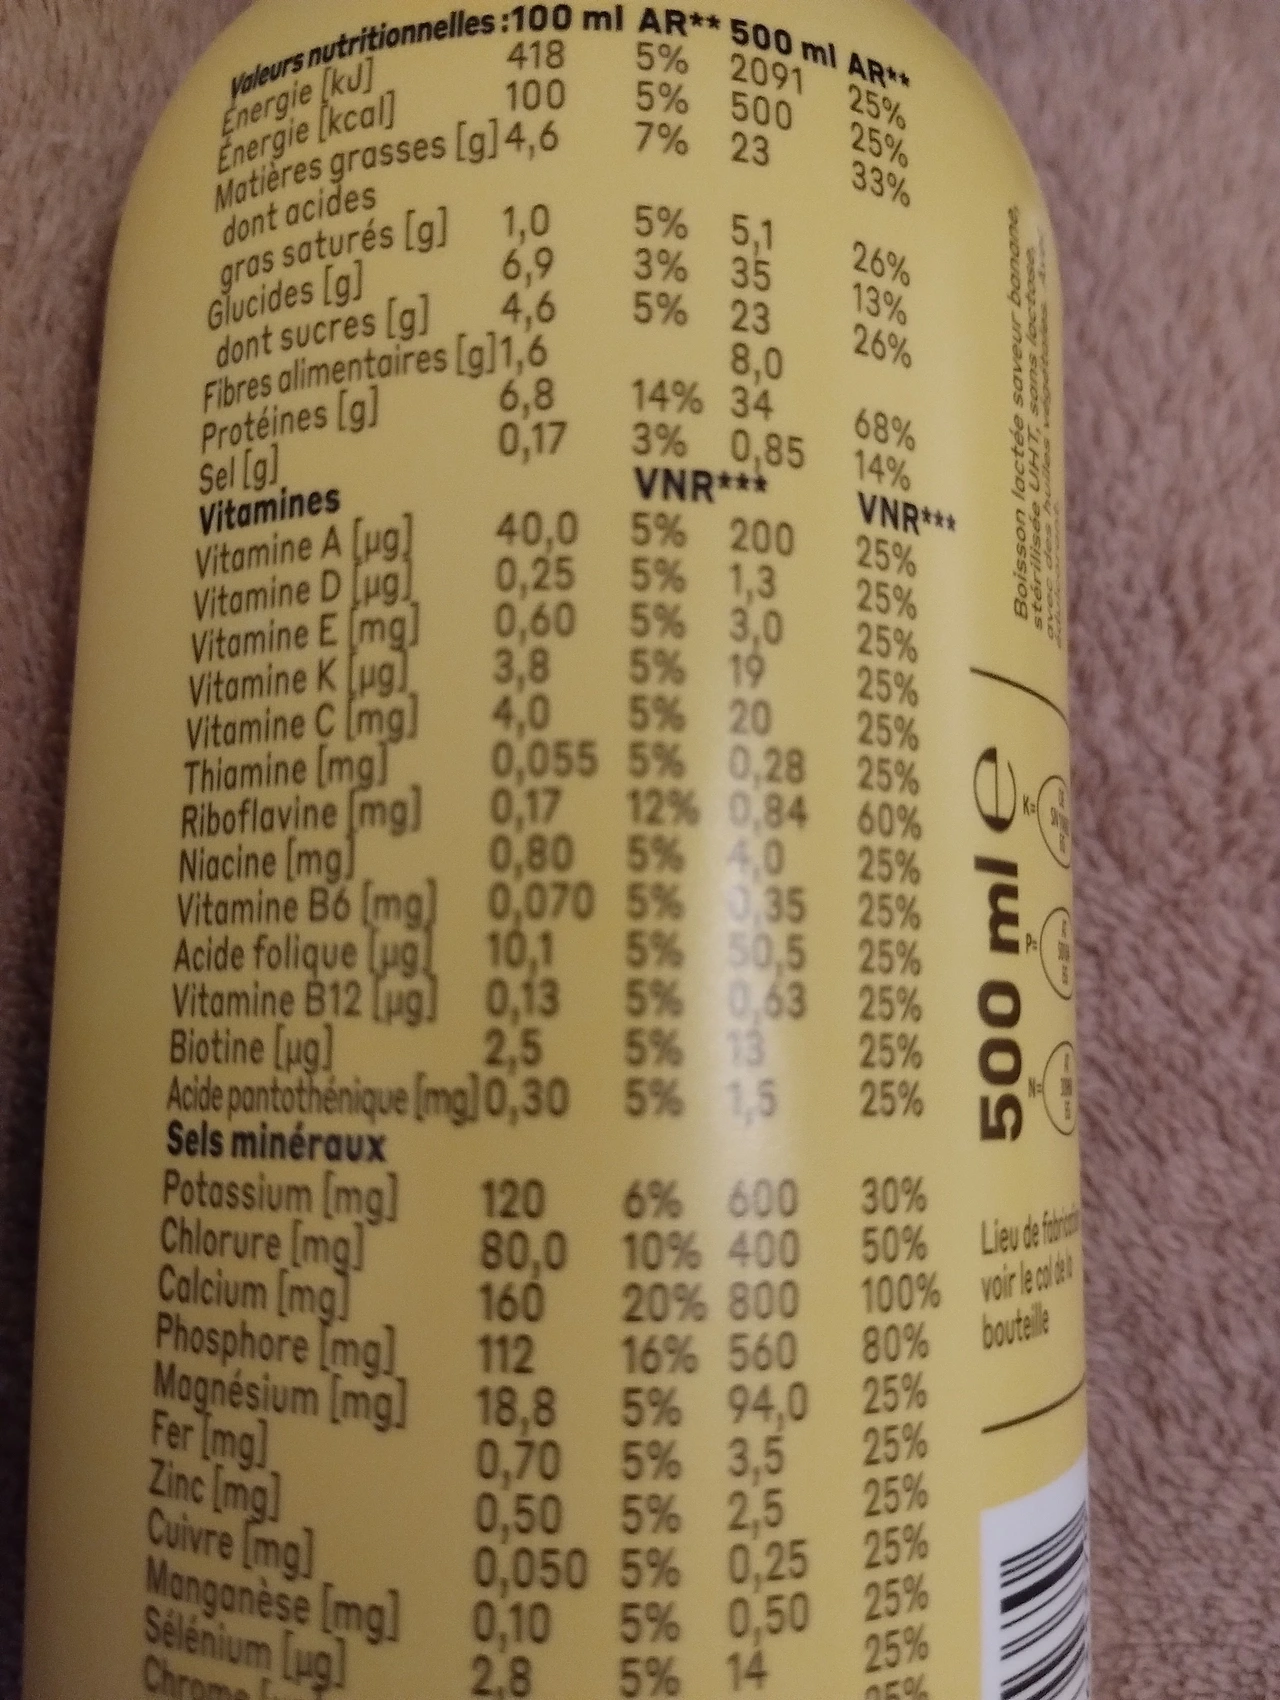 Valeurs nutritionnelles :100 ml AR** 500 ml AR**
Énergie [kJ] 418 5% 2091 25%
Énergie [kcal] 100 5% 500 25%
Matières grasses [g] 4,6 7% 23 33%
dont acides
gras saturés [g] 1,0 5% 5,1 26%
Glucides [g] 6,9 3% 35 13%
dont sucres [g] 4,6 5% 23 26%
Fibres alimentaires [g] 1,6 8,0
Protéines [g] 6,8 14% 34 68%
Sel [g] 0,17 3% 0,85 14%
Vitamines VNR*** VNR***
Vitamine A [µg] 40,0 5% 200 25%
Vitamine D [µg] 0,25 5% 1,3 25%
Vitamine E [mg] 0,60 5% 3,0 25%
Vitamine K [µg] 3,8 5% 19 25%
Vitamine C [mg] 4,0 5% 20 25%
Thiamine [mg] 0,055 5% 0,28 25%
Riboflavine [mg] 0,17 12% 0,84 60%
Niacine [mg] 0,80 5% 4,0 25%
Vitamine B6 [mg] 0,070 5% 0,35 25%
Acide folique [µg] 10,1 5% 50,5 25%
Vitamine B12 [µg] 0,13 5% 0,63 25%
Biotine [µg] 2,5 5% 13 25%
Acide pantothénique [mg] 0,30 5% 1,5 25%
Sels minéraux
Potassium [mg] 120 6% 600 30%
Chlorure [mg] 80,0 10% 400 50%
Calcium [mg] 160 20% 800 100%
Phosphore [mg] 112 16% 560 80%
Magnésium [mg] 18,8 5% 94,0 25%
Fer [mg] 0,70 5% 3,5 25%
Zinc [mg] 0,50 5% 2,5 25%
Cuivre [mg] 0,050 5% 0,25 25%
Manganèse [mg] 0,10 5% 0,50 25%
Sélénium [µg] 2,8 5% 14 25%
Chrome 25%
Boisson lactée saveur banane,
stérilisée UHT, sans lactose,
avec des huiles végétales. Avec
édulcorant.
500 ml e
K=
P=
N=
Lieu de fabrication
voir le col de la
bouteille